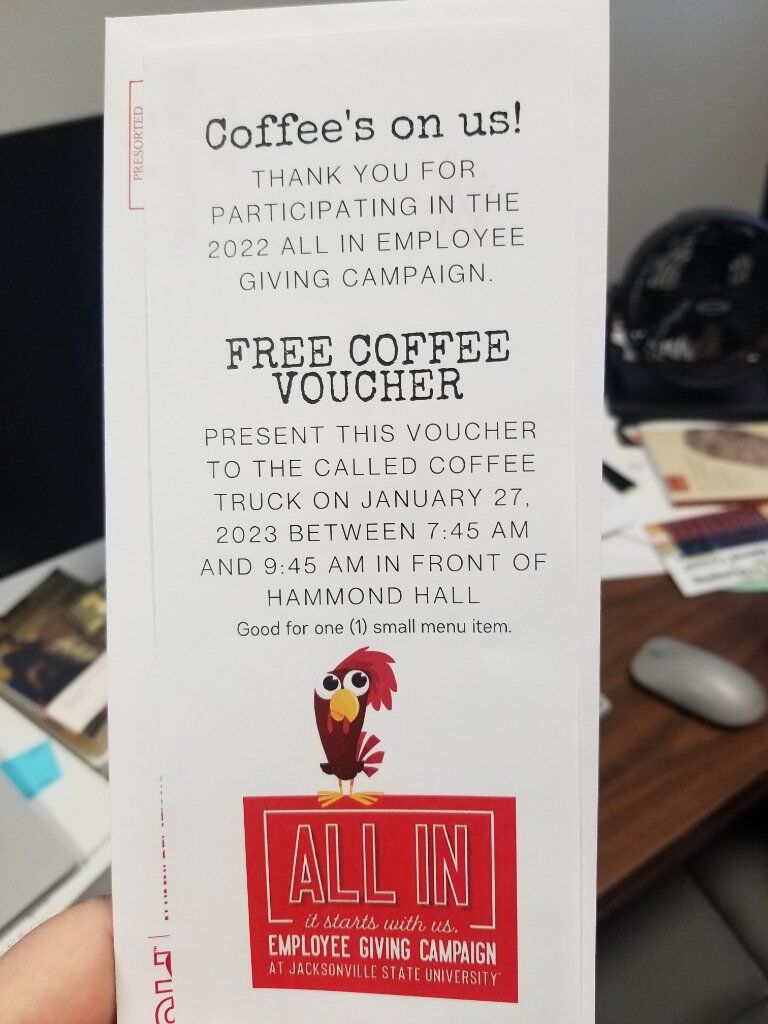 PRESORTED
Coffee's on us!
THANK YOU FOR
PARTICIPATING IN THE
2022 ALL IN EMPLOYEE
GIVING CAMPAIGN.
FREE COFFEE
VOUCHER
PRESENT THIS VOUCHER
TO THE CALLED COFFEE
TRUCK ON JANUARY 27,
2023 BETWEEN 7:45 AM
AND 9:45 AM IN FRONT OF
HAMMOND HALL
Good for one (1) small menu item.
ALL IN
it starts with us.
EMPLOYEE GIVING CAMPAIGN
AT JACKSONVILLE STATE UNIVERSITY